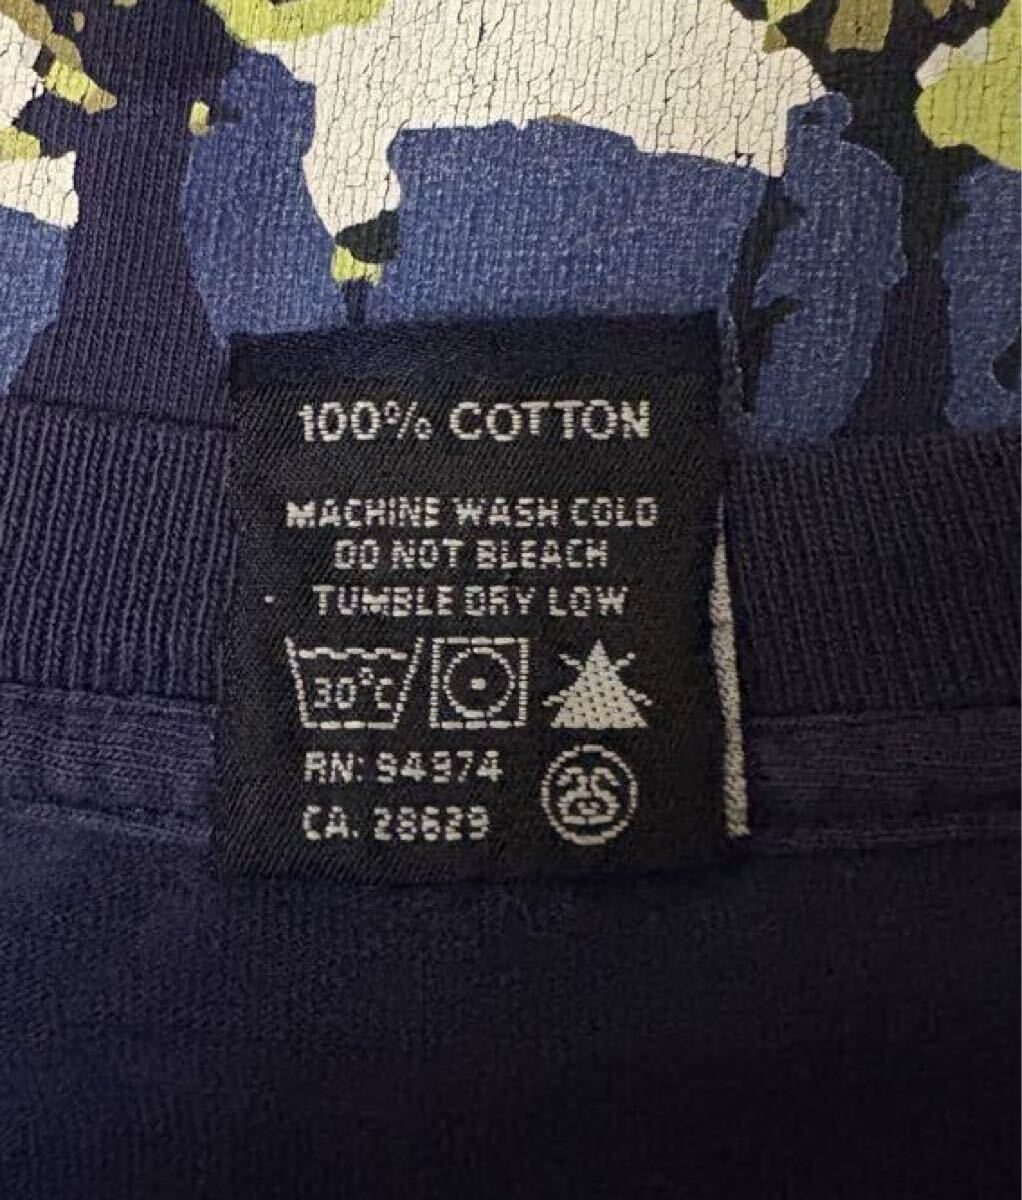 100% COTTON
MACHINE WASH COLD
DO NOT BLEACH
TUMBLE DRY LOW
30°C
RN: 94974
CA. 28629